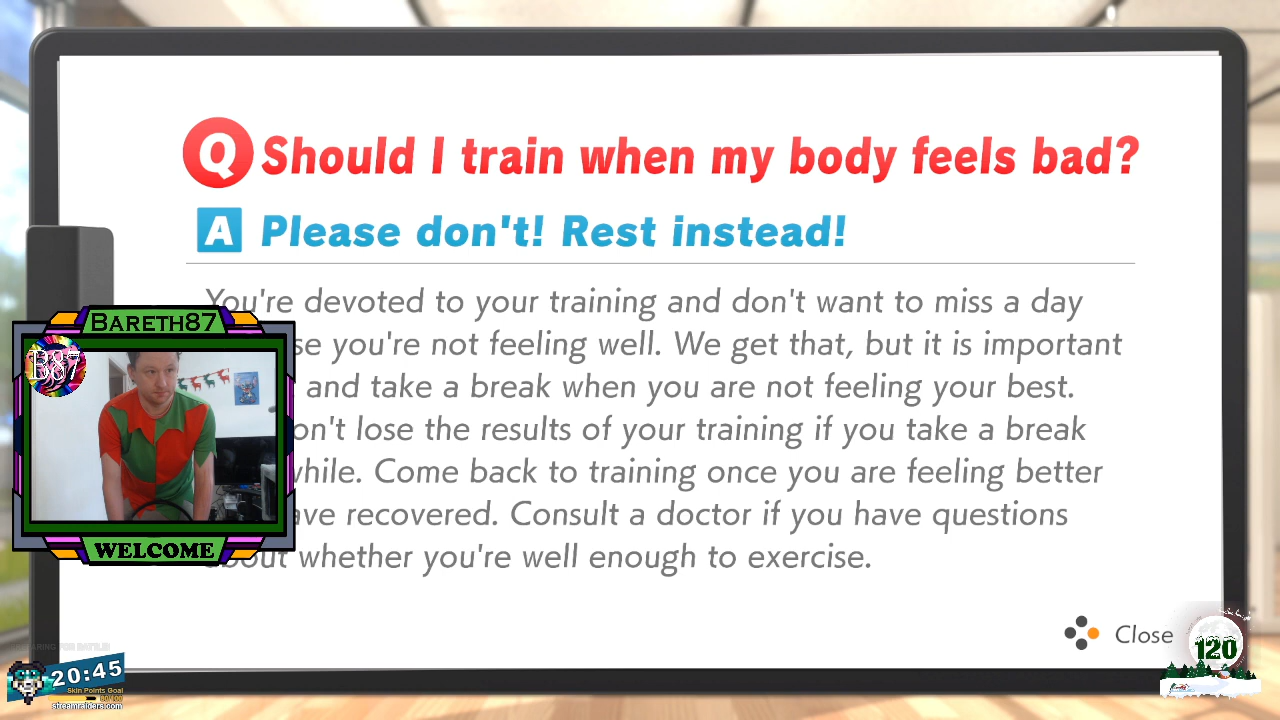 Q Should I train when my body feels bad?
A Please don't! Rest instead!
You're devoted to your training and don't want to miss a day
se you're not feeling well. We get that, but it is important
and take a break when you are not feeling your best.
on't lose the results of your training if you take a break
while. Come back to training once you are feeling better
ave recovered. Consult a doctor if you have questions
about whether you're well enough to exercise.
BARETH87
B87
WELCOME
Close
120
20:45
Skin Points Goal
streamraiders.com